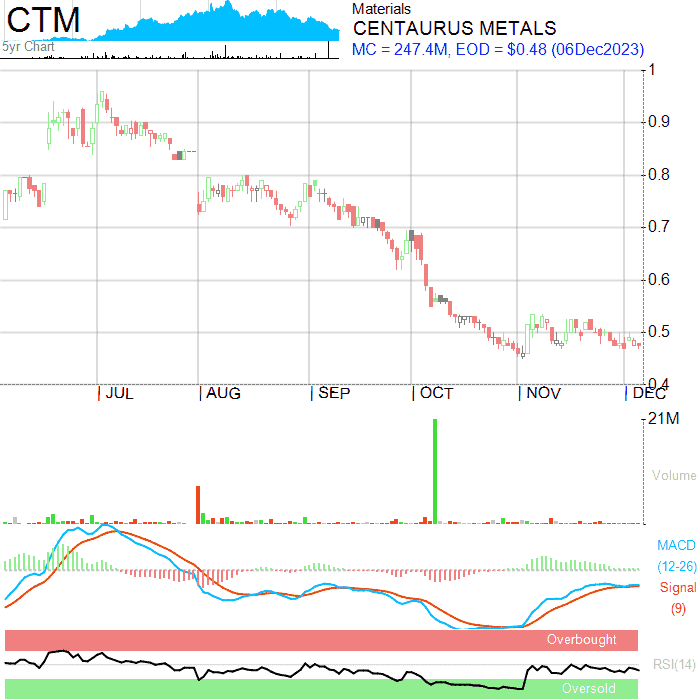 CTM
5yr Chart
Materials
CENTAURUS METALS
MC = 247.4M, EOD = $0.48 (06Dec2023)
1
0.9
0.8
0.7
0.6
0.5
0.4
JUL AUG SEP OCT NOV DEC
21M
Volume
MACD
(12-26)
Signal
(9)
Overbought
RSI(14)
Oversold